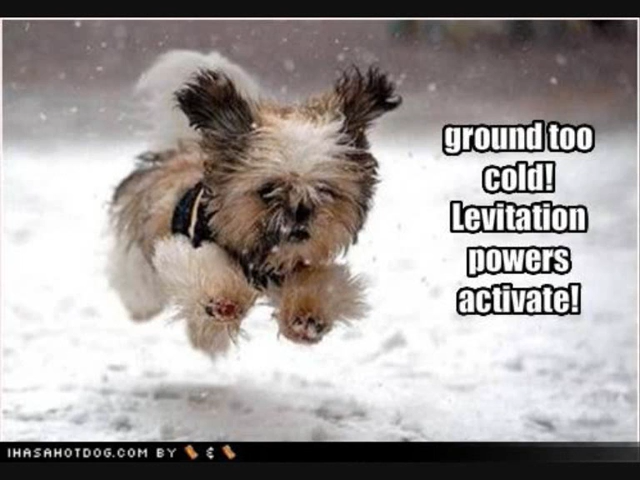 ground too
cold!
Levitation
powers
activate!
IHASAHOTDOG.COM BY &